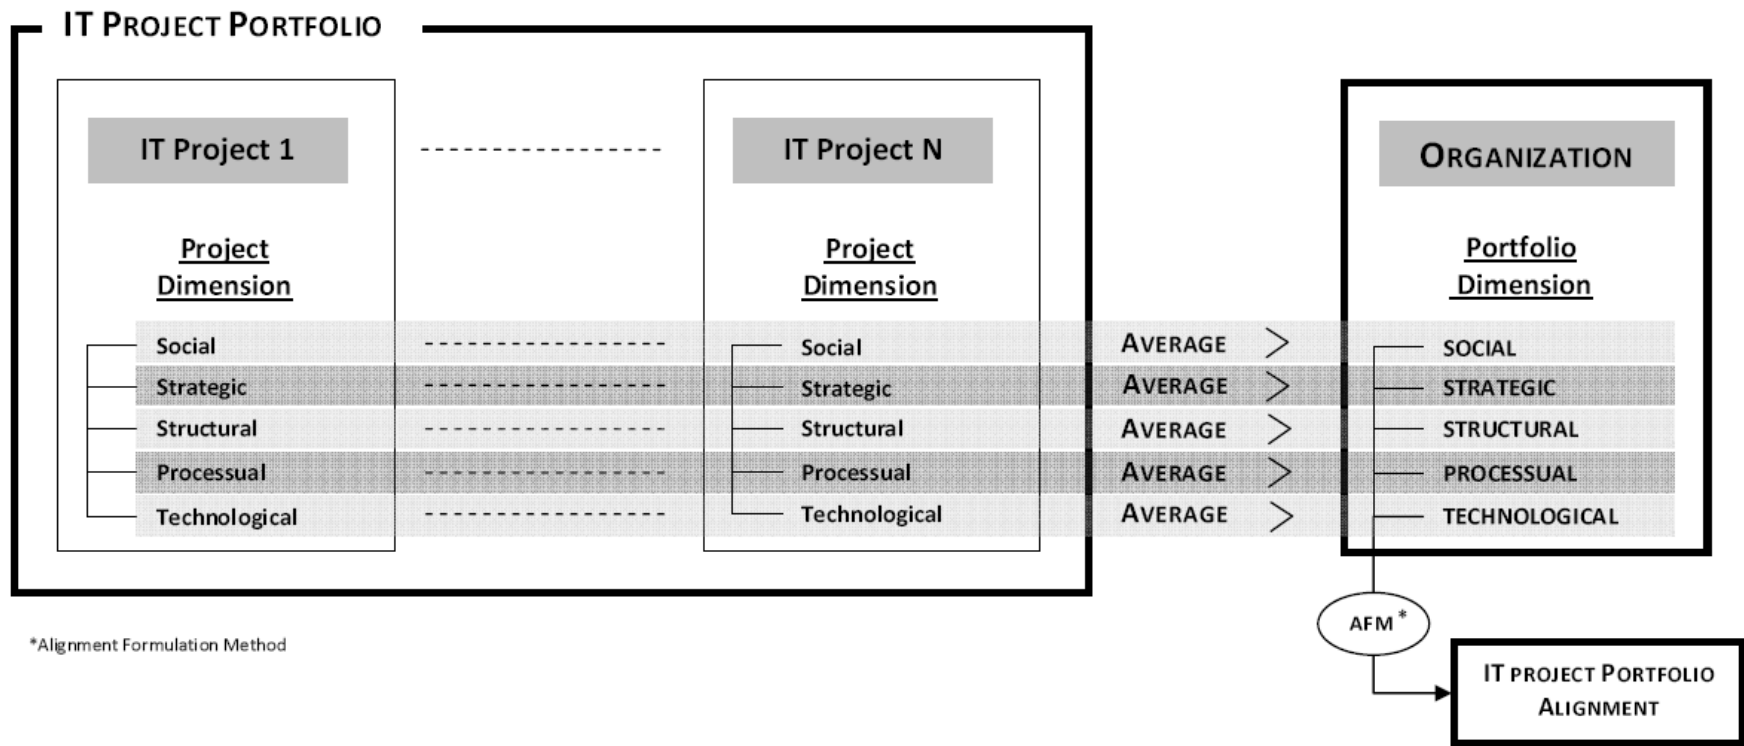 IT PROJECT PORTFOLIO
IT Project 1
IT Project N
ORGANIZATION
Project
Dimension
Project
Dimension
Portfolio
Dimension
Social
Social
AVERAGE >
SOCIAL
Strategic
Strategic
AVERAGE >
STRATEGIC
Structural
Structural
AVERAGE >
STRUCTURAL
Processual
Processual
AVERAGE >
PROCESSUAL
Technological
Technological
AVERAGE >
TECHNOLOGICAL
AFM*
*Alignment Formulation Method
IT PROJECT PORTFOLIO
ALIGNMENT